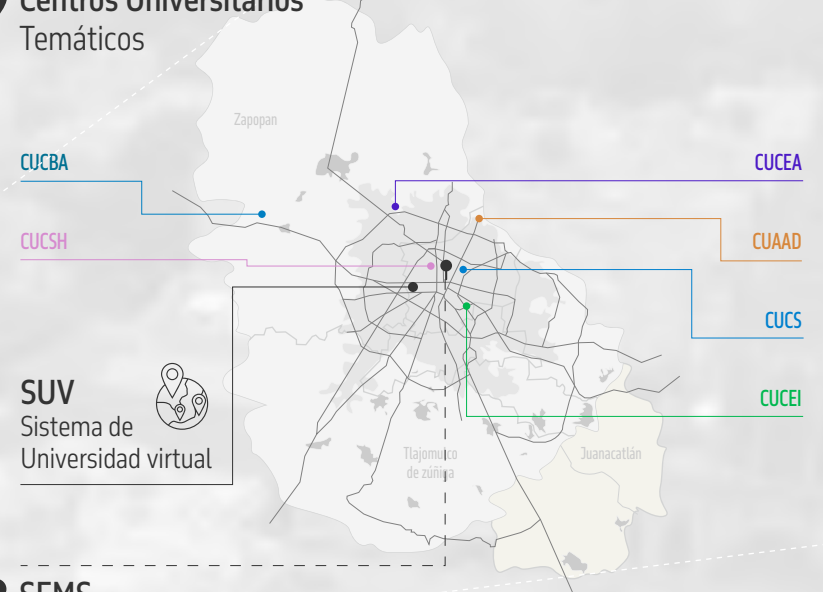 Centros Universitarios
Temáticos
Zapopan
CUCBA
CUCEA
CUCSH
CUAAD
CUCS
SUV
Sistema de
Universidad virtual
CUCEI
Tlajomulco
de zúñiga
Juanacatlán
SEMS